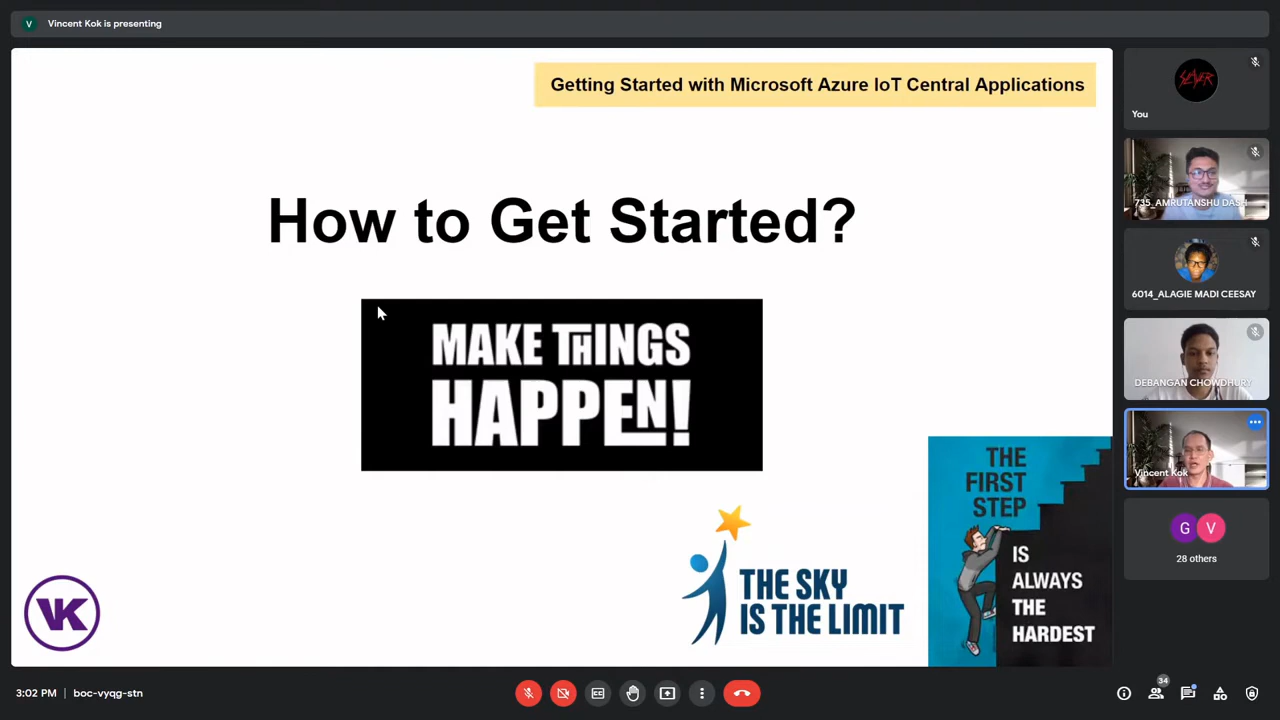 V
Vincent Kok is presenting
Getting Started with Microsoft Azure IoT Central Applications
How to Get Started?
MAKE THINGS
HAPPEN!
THE SKY
IS THE LIMIT
THE
FIRST
STEP
IS
ALWAYS
THE
HARDEST
VK
SLAYER
You
735_AMRUTANSHU DASH
6014_ALAGIE MADI CEESAY
DEBANGAN CHOWDHURY
Vincent Kok
G V
28 others
3:02 PM | boc-vyqg-stn
CC
34